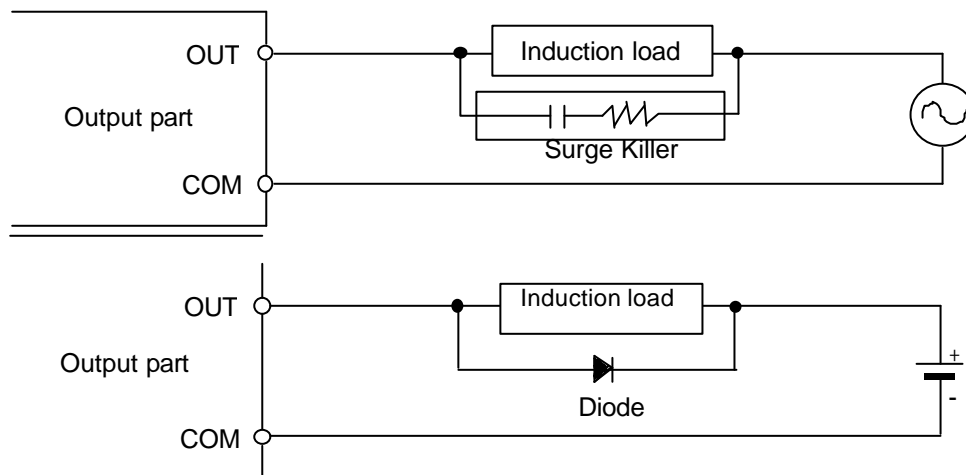 OUT
Induction load
Output part
Surge Killer
COM
OUT
Induction load
Output part
+
-
Diode
COM